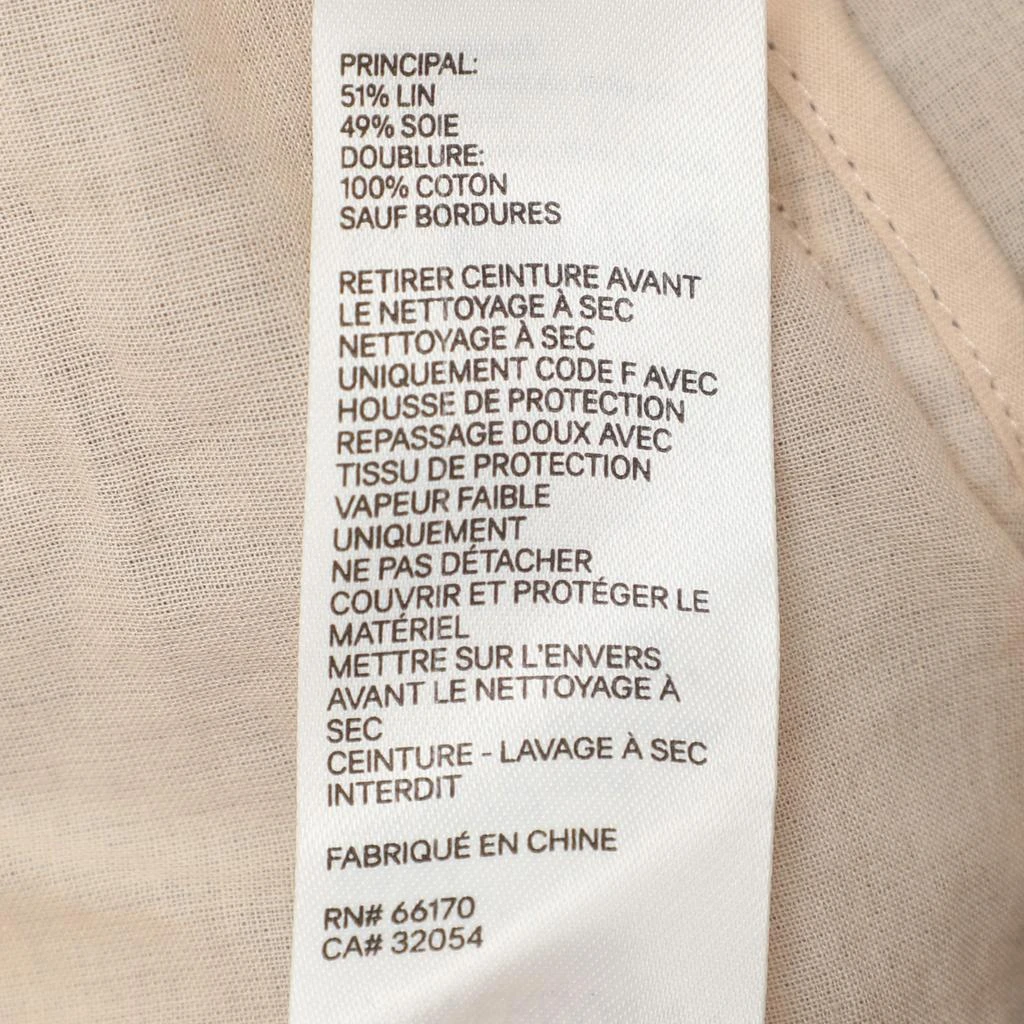 PRINCIPAL:
51% LIN
49% SOIE
DOUBLURE:
100% COTON
SAUF BORDURES
RETIRER CEINTURE AVANT
LE NETTOYAGE À SEC
NETTOYAGE À SEC
UNIQUEMENT CODE F AVEC
HOUSSE DE PROTECTION
REPASSAGE DOUX AVEC
TISSU DE PROTECTION
VAPEUR FAIBLE
UNIQUEMENT
NE PAS DÉTACHER
COUVRIR ET PROTÉGER LE
MATÉRIEL
METTRE SUR L'ENVERS
AVANT LE NETTOYAGE À
SEC
CEINTURE - LAVAGE À SEC
INTERDIT
FABRIQUÉ EN CHINE
RN# 66170
CA# 32054